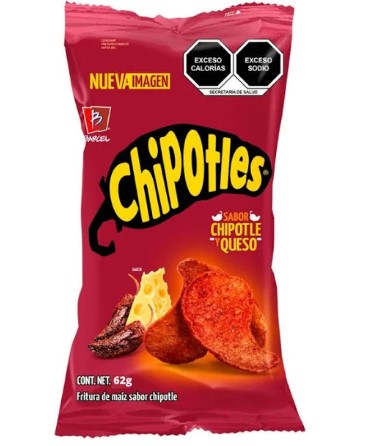 EXCESO
CALORÍAS
EXCESO
SODIO
SECRETARÍA DE SALUD
NUEVA IMAGEN
BARCEL
Chipotles
SABOR
CHIPOTLE
Y QUESO
CONT. NET. 62g
Fritura de maíz sabor chipotle